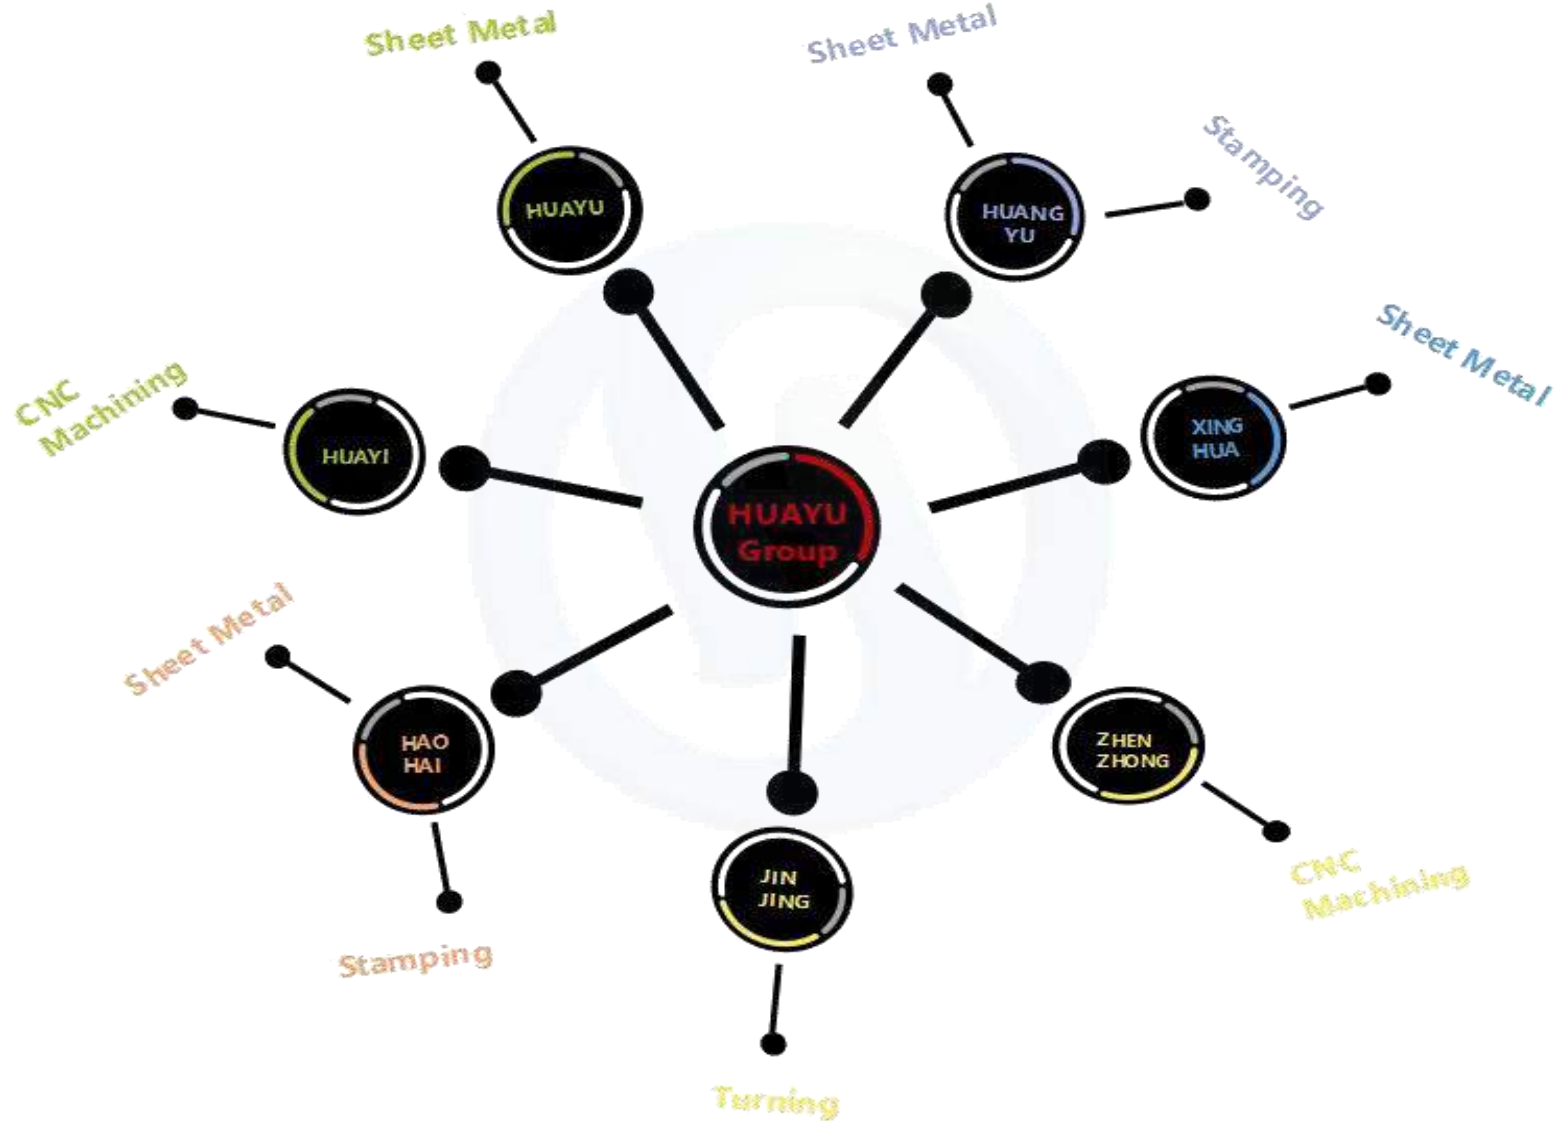 Sheet Metal
Sheet Metal
Stamping
HUAYU
HUANG
YU
Sheet Metal
CNC
Machining
HUAYI
XING
HUA
HUAYU
Group
Sheet Metal
HAO
HAI
ZHEN
ZHONG
CNC
Machining
JIN
JING
Stamping
Turning